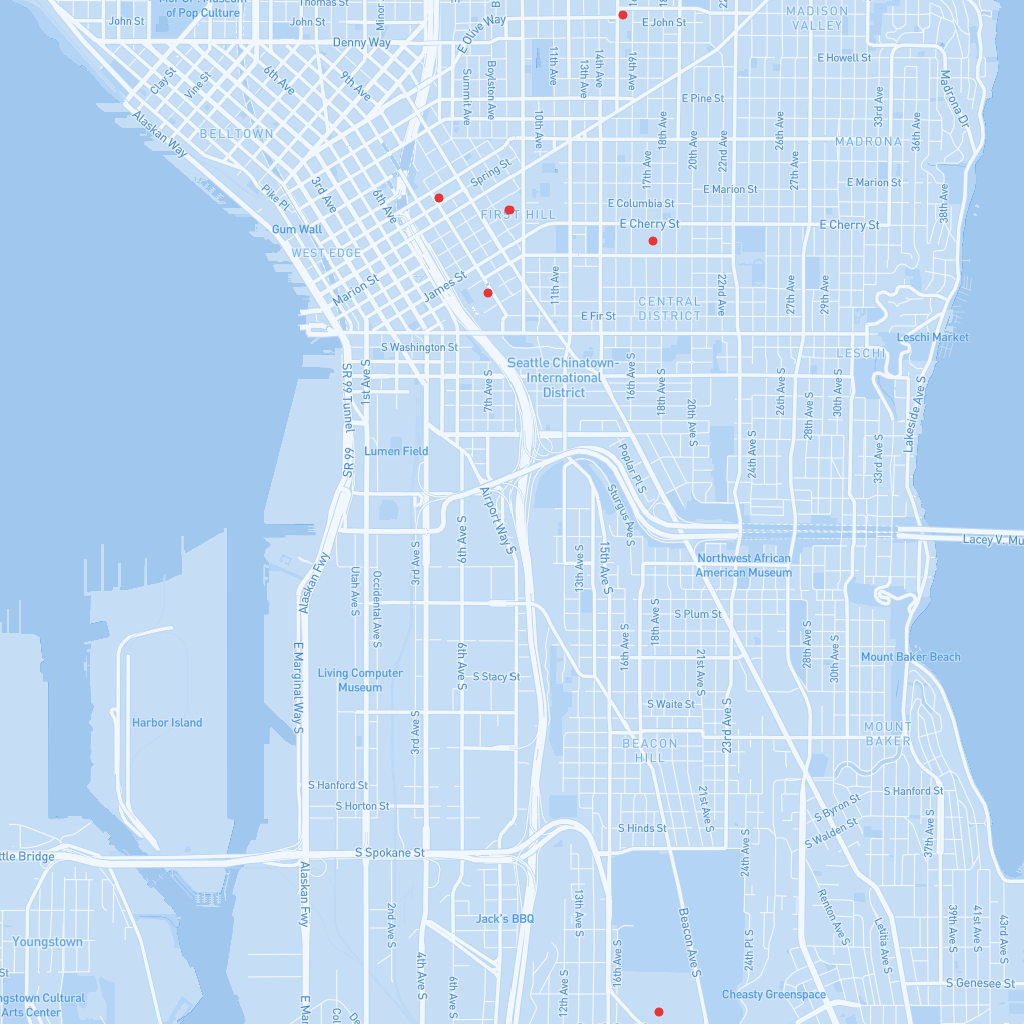 Thomas St
of Pop Culture
John St
John St
Minor
Denny Way
E Olive Way
E John St
MADISON
VALLEY
Clay St
Vine St
6th Ave
9th Ave
Summit Ave
Boylston Ave
11th Ave
13th Ave
14th Ave
16th Ave
E Howell St
Madrona Dr
Alaskan Way
BELLTOWN
10th Ave
E Pine St
18th Ave
20th Ave
22nd Ave
26th Ave
33rd Ave
36th Ave
MADRONA
Pike Pl
3rd Ave
6th Ave
Spring St
17th Ave
27th Ave
E Marion St
E Marion St
38th Ave
E Columbia St
FIRST HILL
E Cherry St
E Cherry St
Gum Wall
WEST EDGE
Marion St
James St
11th Ave
22nd Ave
27th Ave
29th Ave
CENTRAL
DISTRICT
E Fir St
Leschi Market
LESCHI
S Washington St
SR 99 Tunnel
1st Ave S
7th Ave S
Seattle Chinatown-
International
District
16th Ave S
18th Ave S
20th Ave S
26th Ave S
28th Ave S
30th Ave S
Lakeside Ave S
24th Ave S
33rd Ave S
SR 99
Lumen Field
Poplar Pl S
Sturgus Ave S
Airport Way S
Lacey V. Mu
Alaskan Fwy
Utah Ave S
Occidental Ave S
3rd Ave S
6th Ave S
13th Ave S
15th Ave S
Northwest African
American Museum
S Plum St
16th Ave S
18th Ave S
21st Ave S
28th Ave S
30th Ave S
Mount Baker Beach
E Marginal Way S
Living Computer
Museum
6th Ave S
S Stacy St
S Waite St
Harbor Island
3rd Ave S
23rd Ave S
BEACON
HILL
MOUNT
BAKER
S Hanford St
S Horton St
21st Ave S
S Hanford St
S Byron St
S Walden St
S Hinds St
24th Ave S
37th Ave S
ttle Bridge
S Spokane St
Alaskan Fwy
2nd Ave S
4th Ave S
Jack's BBQ
6th Ave S
12th Ave S
13th Ave S
16th Ave S
Beacon Ave S
24th Pl S
Renton Ave S
Letitia Ave S
39th Ave S
41st Ave S
43rd Ave S
Youngstown
ngstown Cultural
Arts Center
Cheasty Greenspace
S Genesee St